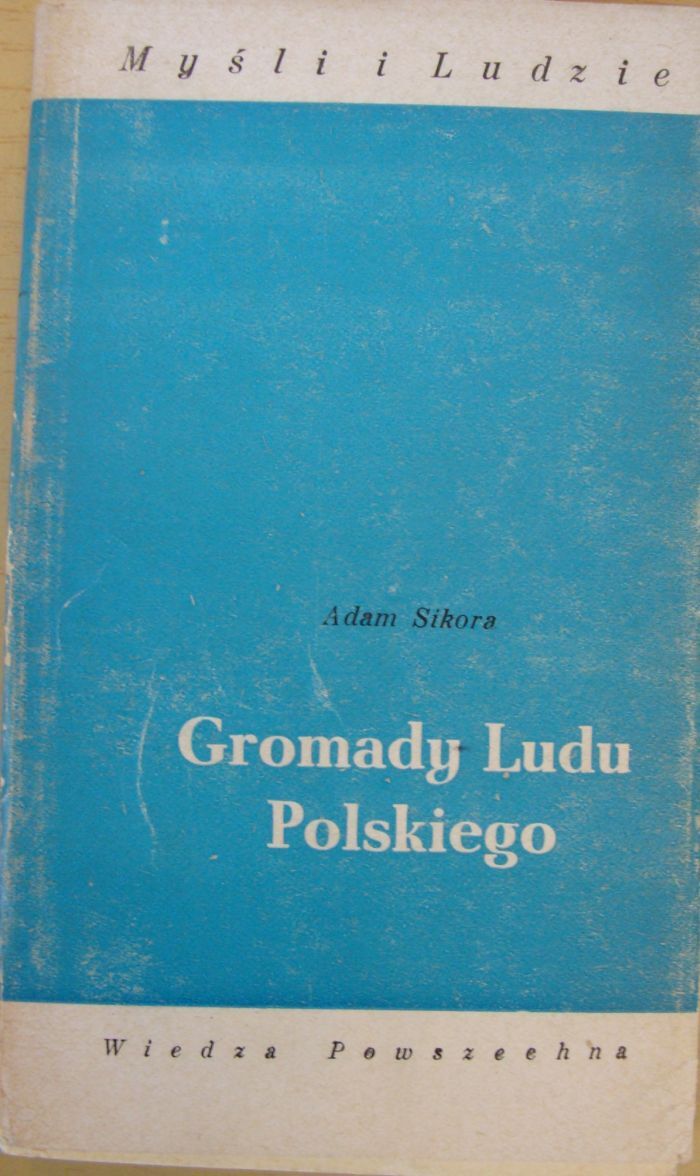 Myśli i Ludzie
Adam Sikora
Gromady Ludu
Polskiego
Wiedza Powszechna